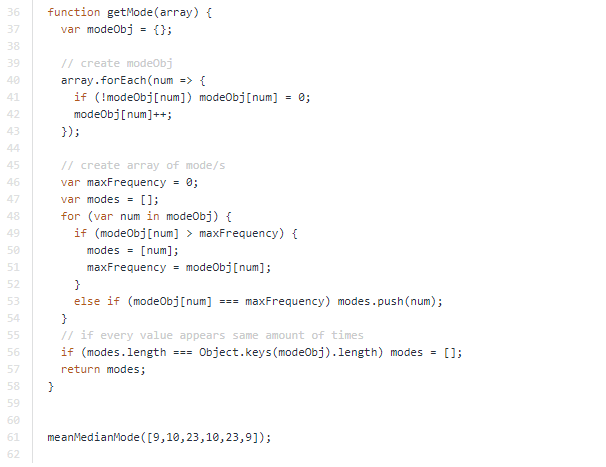 36 function getMode(array) {
37   var modeObj = {};
38
39   // create modeObj
40   array.forEach(num => {
41     if (!modeObj[num]) modeObj[num] = 0;
42     modeObj[num]++;
43   });
44
45   // create array of mode/s
46   var maxFrequency = 0;
47   var modes = [];
48   for (var num in modeObj) {
49     if (modeObj[num] > maxFrequency) {
50       modes = [num];
51       maxFrequency = modeObj[num];
52     }
53     else if (modeObj[num] === maxFrequency) modes.push(num);
54   }
55   // if every value appears same amount of times
56   if (modes.length === Object.keys(modeObj).length) modes = [];
57   return modes;
58 }
59
60
61 meanMedianMode([9,10,23,10,23,9]);
62